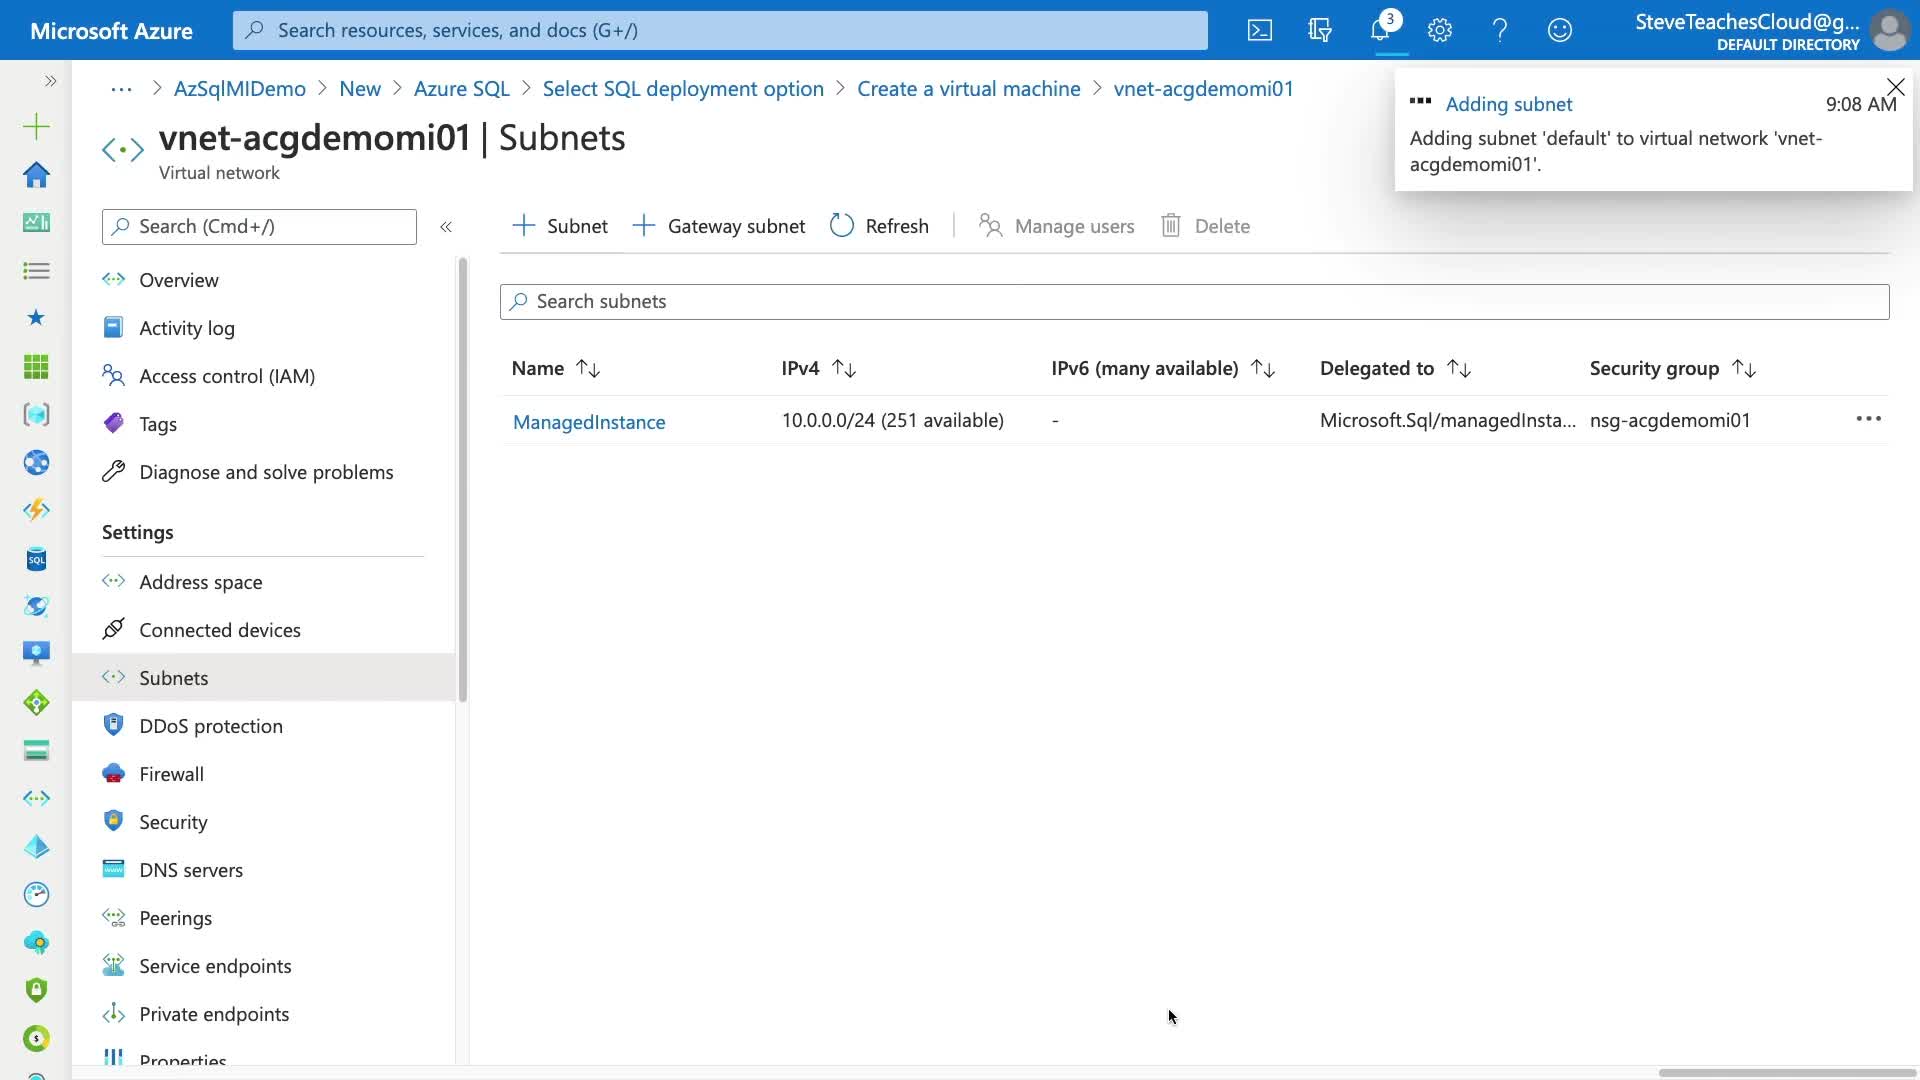 Microsoft Azure
Search resources, services, and docs (G+/)
3
SteveTeachesCloud@g...
DEFAULT DIRECTORY
... > AzSqlMIDemo > New > Azure SQL > Select SQL deployment option > Create a virtual machine > vnet-acgdemomi01
Adding subnet
9:08 AM
Adding subnet 'default' to virtual network 'vnet-
acgdemomi01'.
vnet-acgdemomi01 | Subnets
Virtual network
Search (Cmd+/)
Subnet
Gateway subnet
Refresh
Manage users
Delete
Search subnets
Name IPv4 IPv6 (many available) Delegated to Security group
ManagedInstance 10.0.0.0/24 (251 available) - Microsoft.Sql/managedInsta... nsg-acgdemomi01
Overview
Activity log
Access control (IAM)
Tags
Diagnose and solve problems
Settings
Address space
Connected devices
Subnets
DDoS protection
Firewall
Security
DNS servers
Peerings
Service endpoints
Private endpoints
Properties
SQL